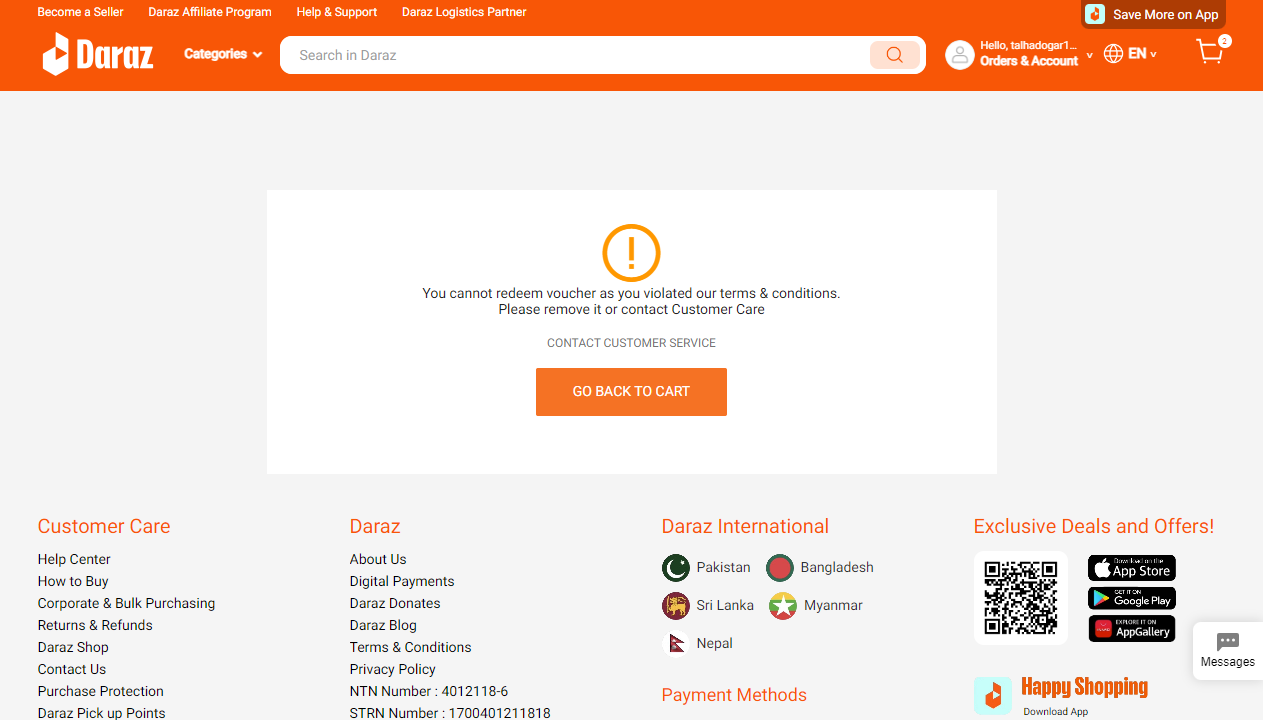 Become a Seller Daraz Affiliate Program Help & Support Daraz Logistics Partner
Save More on App
Daraz
Categories
Search in Daraz
Hello, talhadogar1...
Orders & Account
EN
2
You cannot redeem voucher as you violated our terms & conditions.
Please remove it or contact Customer Care
CONTACT CUSTOMER SERVICE
GO BACK TO CART
Customer Care
Help Center
How to Buy
Corporate & Bulk Purchasing
Returns & Refunds
Daraz Shop
Contact Us
Purchase Protection
Daraz Pick up Points
Daraz
About Us
Digital Payments
Daraz Donates
Daraz Blog
Terms & Conditions
Privacy Policy
NTN Number : 4012118-6
STRN Number : 1700401211818
Daraz International
Pakistan Bangladesh
Sri Lanka Myanmar
Nepal
Payment Methods
Exclusive Deals and Offers!
Download on the
App Store
GET IT ON
Google Play
EXPLORE IT ON
AppGallery
Happy Shopping
Download App
Messages